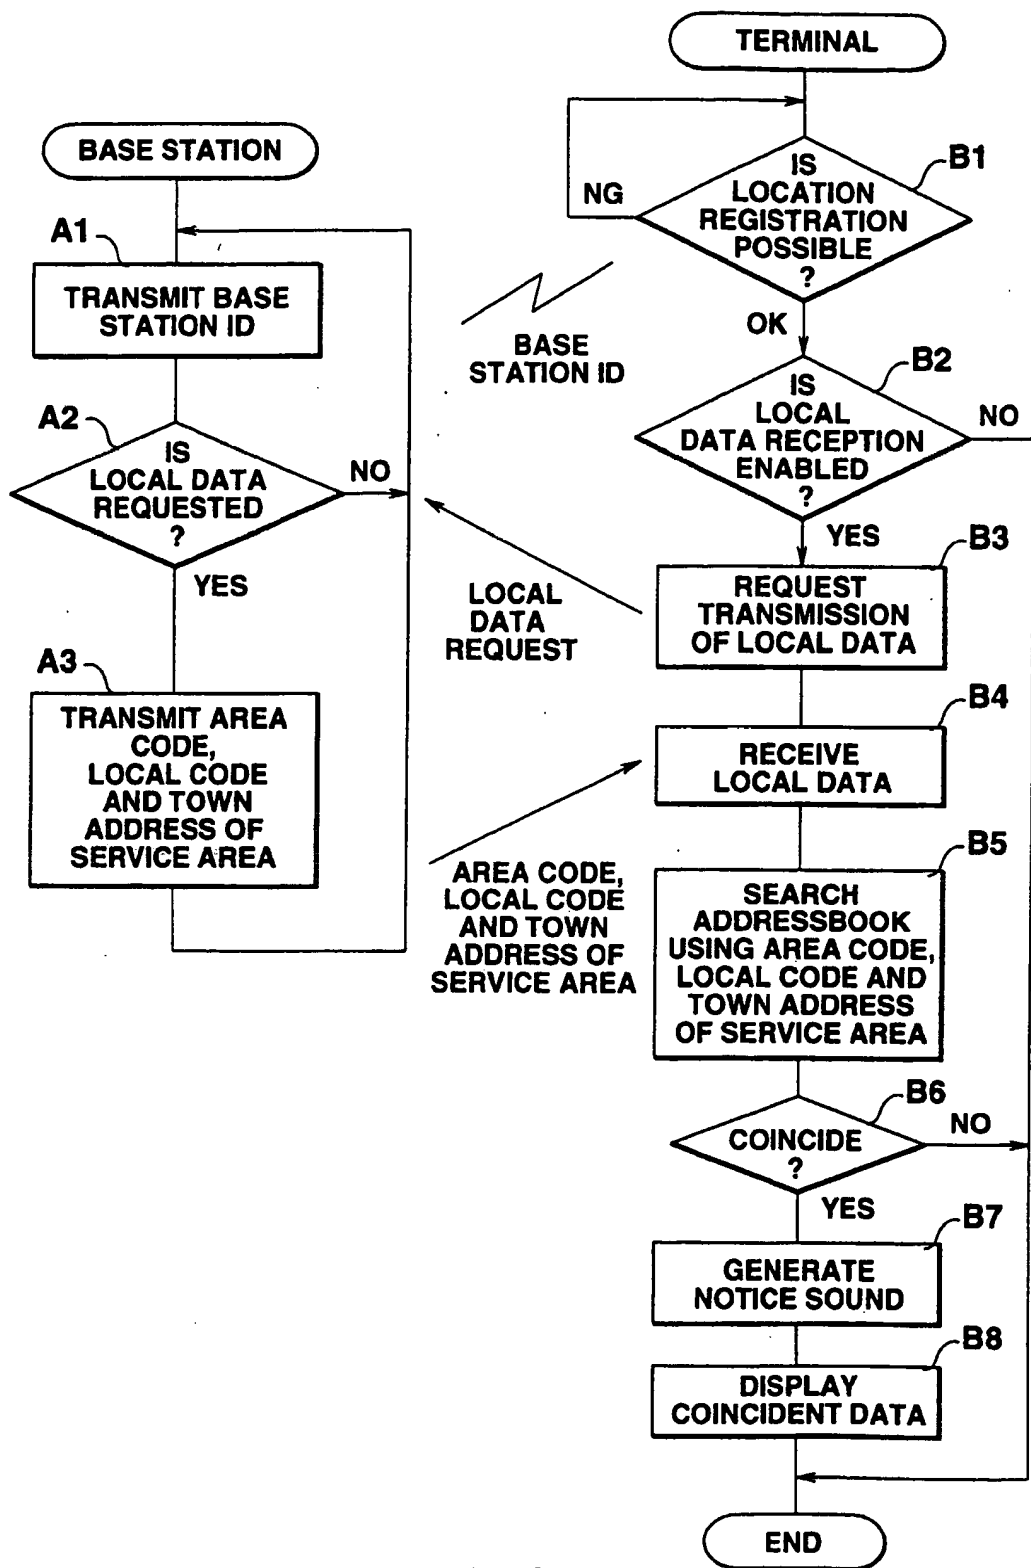 BASE STATION
A1
TRANSMIT BASE
STATION ID
A2
IS
LOCAL DATA
REQUESTED
?
NO
YES
A3
TRANSMIT AREA
CODE,
LOCAL CODE
AND TOWN
ADDRESS OF
SERVICE AREA
BASE
STATION ID
LOCAL
DATA
REQUEST
AREA CODE,
LOCAL CODE
AND TOWN
ADDRESS OF
SERVICE AREA
TERMINAL
B1
IS
LOCATION
REGISTRATION
POSSIBLE
?
NG
OK
B2
IS
LOCAL
DATA RECEPTION
ENABLED
?
NO
YES
B3
REQUEST
TRANSMISSION
OF LOCAL DATA
B4
RECEIVE
LOCAL DATA
B5
SEARCH
ADDRESSBOOK
USING AREA CODE,
LOCAL CODE AND
TOWN ADDRESS
OF SERVICE AREA
B6
COINCIDE
?
NO
YES
B7
GENERATE
NOTICE SOUND
B8
DISPLAY
COINCIDENT DATA
END